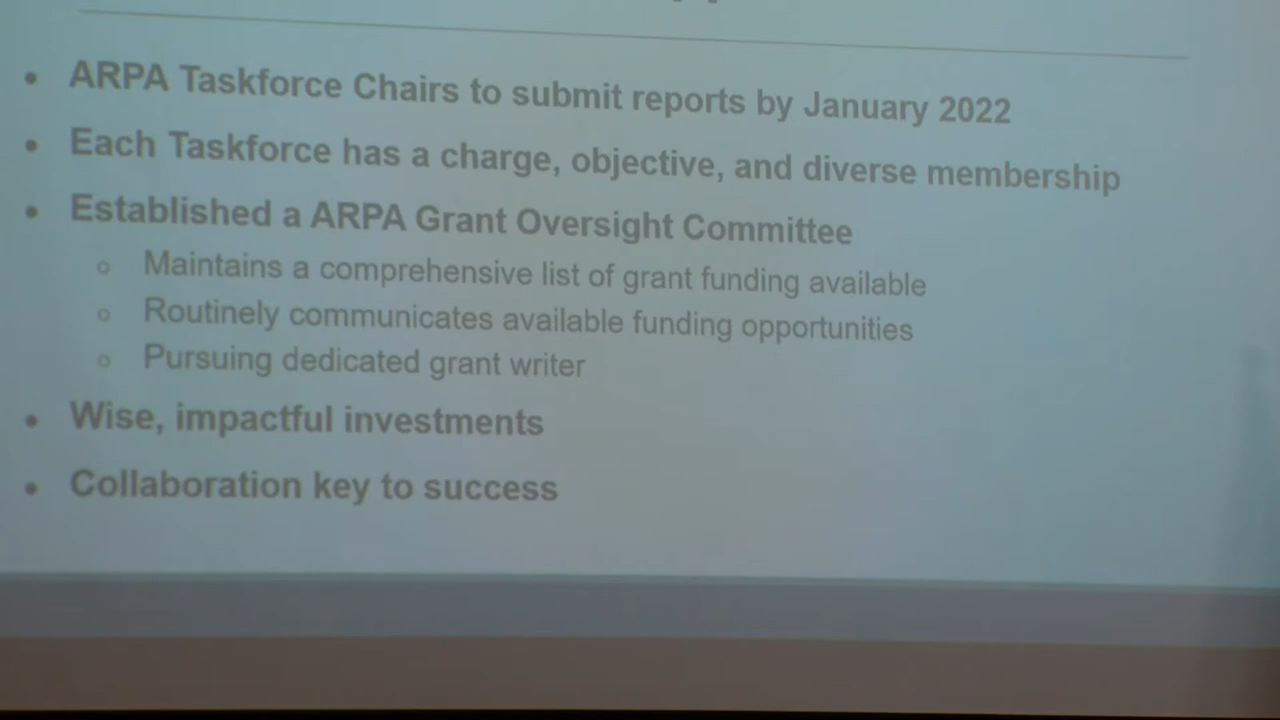 • ARPA Taskforce Chairs to submit reports by January 2022
• Each Taskforce has a charge, objective, and diverse membership
• Established a ARPA Grant Oversight Committee
o Maintains a comprehensive list of grant funding available
o Routinely communicates available funding opportunities
o Pursuing dedicated grant writer
• Wise, impactful investments
• Collaboration key to success